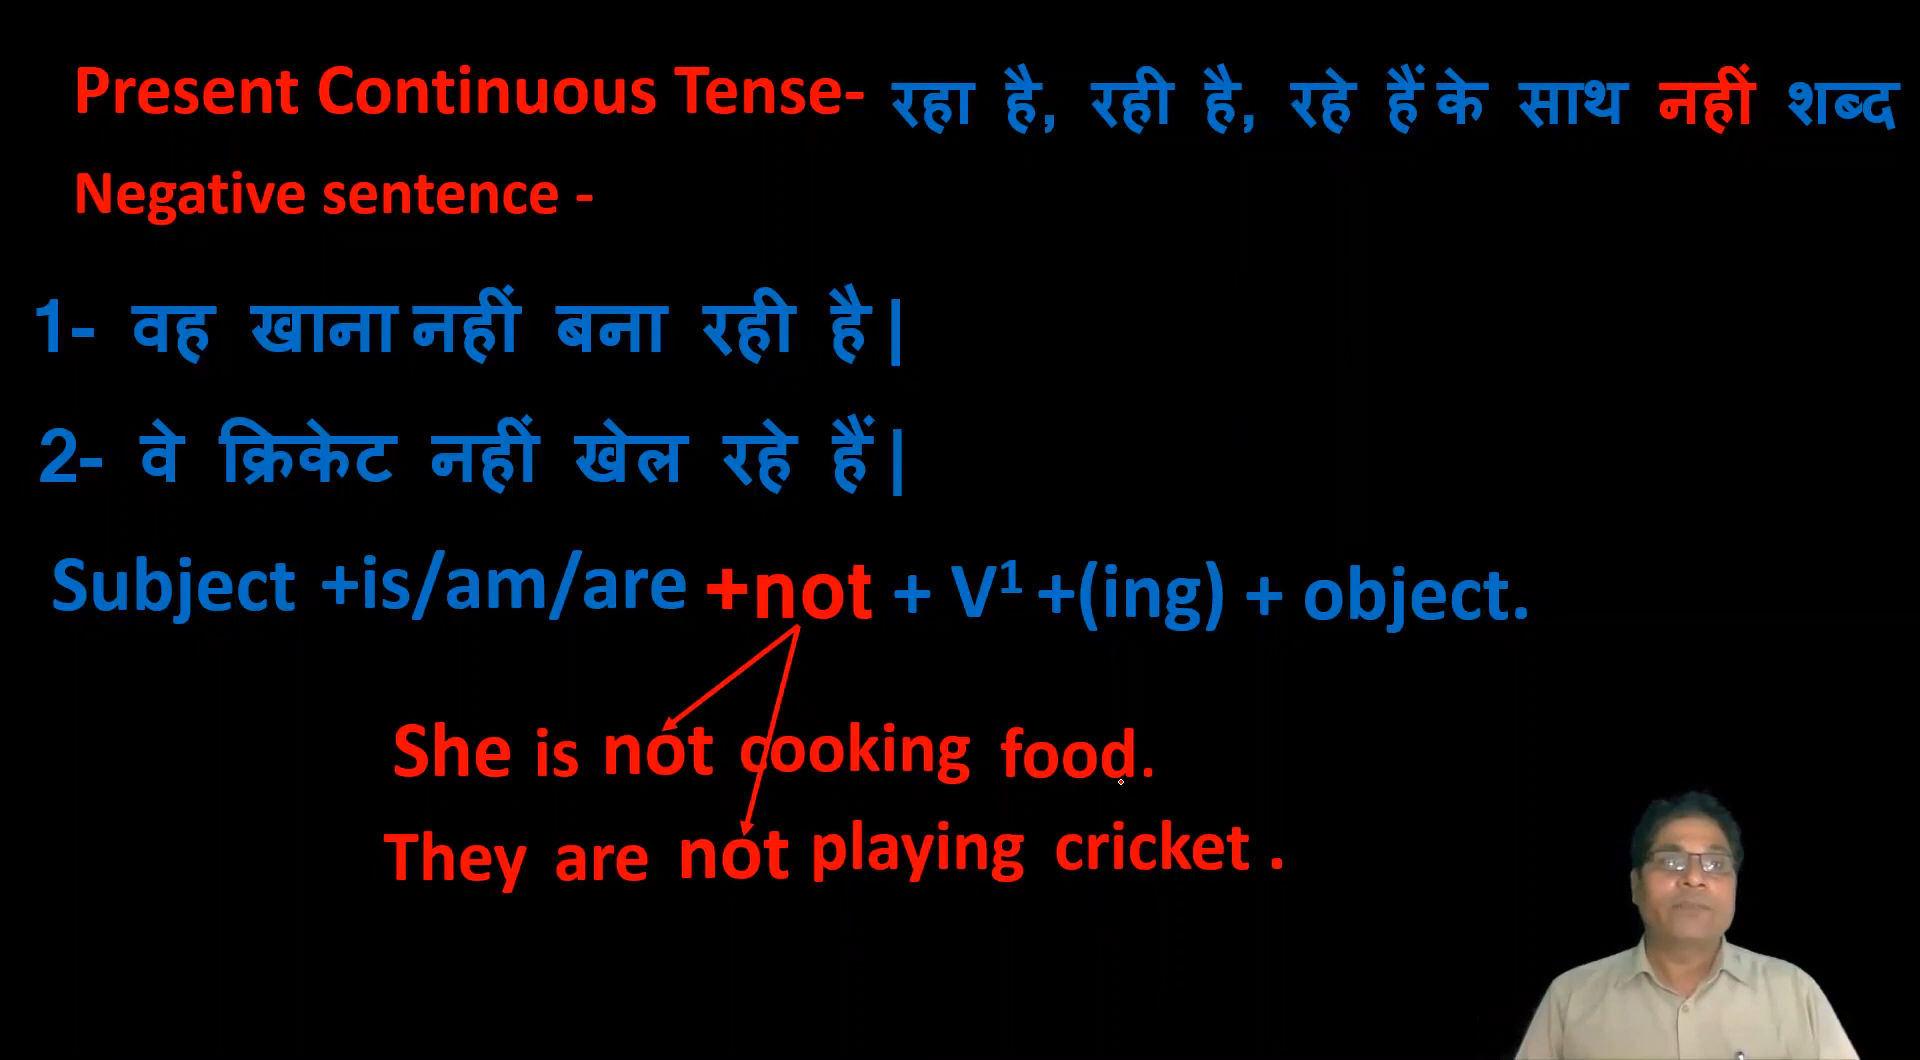 Present Continuous Tense- रहा है, रही है, रहे हैं के साथ नहीं शब्द
Negative sentence -
1- वह खाना नहीं बना रही है|
2- वे क्रिकेट नहीं खेल रहे हैं|
Subject +is/am/are +not + V¹ +(ing) + object.
She is not cooking food.
They are not playing cricket .